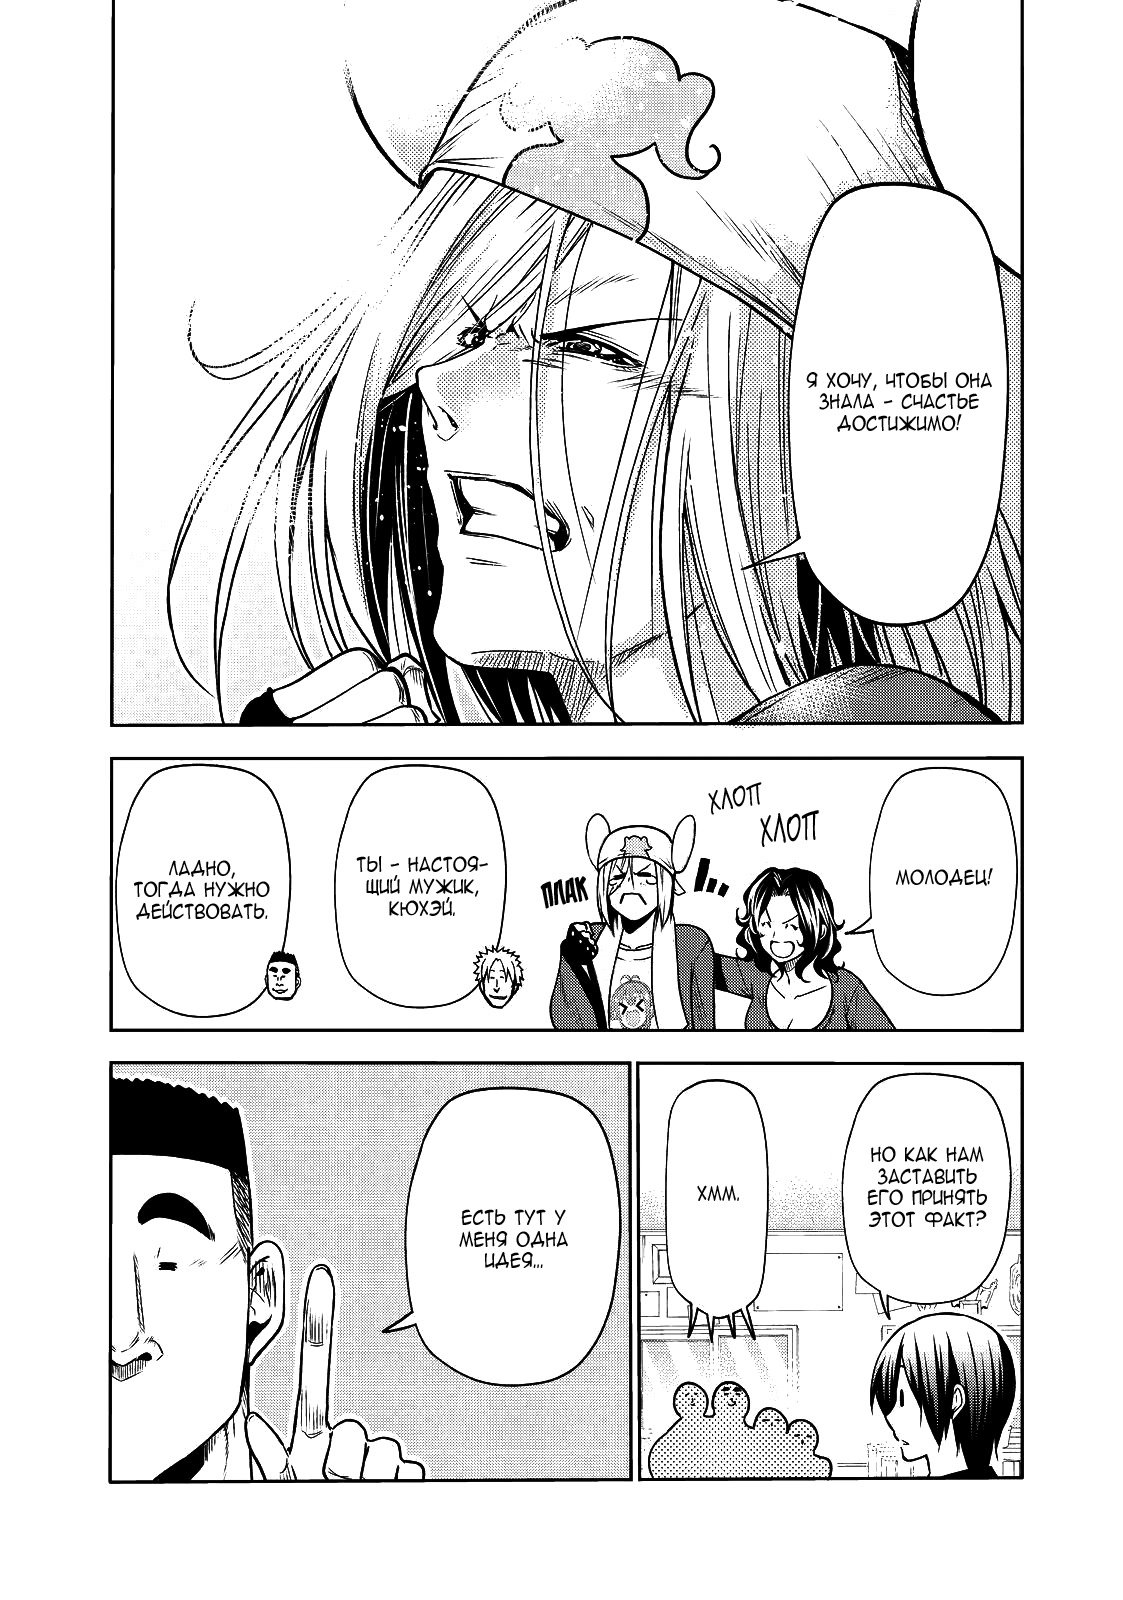 Я ХОЧУ, ЧТОБЫ ОНА
ЗНАЛА - СЧАСТЬЕ
ДОСТИЖИМО!
МОЛОДЕЦ!
ХЛОП
ХЛОП
ПЛАК
ТЫ - НАСТОЯ-
ЩИЙ МУЖИК,
КЮХЭЙ.
ЛАДНО,
ТОГДА НУЖНО
ДЕЙСТВОВАТЬ.
НО КАК НАМ
ЗАСТАВИТЬ
ЕГО ПРИНЯТЬ
ЭТОТ ФАКТ?
ХММ.
ЕСТЬ ТУТ У
МЕНЯ ОДНА
ИДЕЯ...